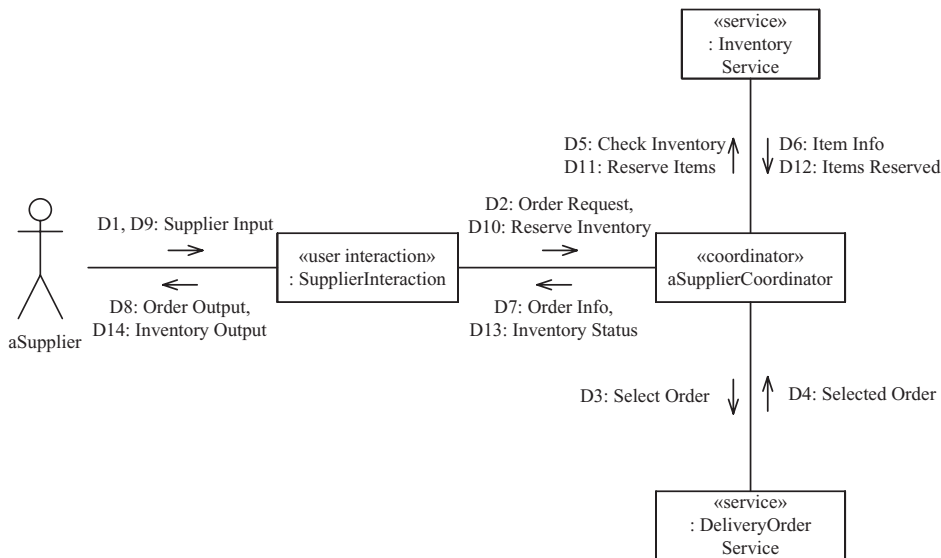 «service»
: Inventory
Service
D5: Check Inventory
D11: Reserve Items
D6: Item Info
D12: Items Reserved
D1, D9: Supplier Input
D2: Order Request,
D10: Reserve Inventory
«user interaction»
: SupplierInteraction
«coordinator»
aSupplierCoordinator
D8: Order Output,
D14: Inventory Output
D7: Order Info,
D13: Inventory Status
aSupplier
D3: Select Order
D4: Selected Order
«service»
: DeliveryOrder
Service